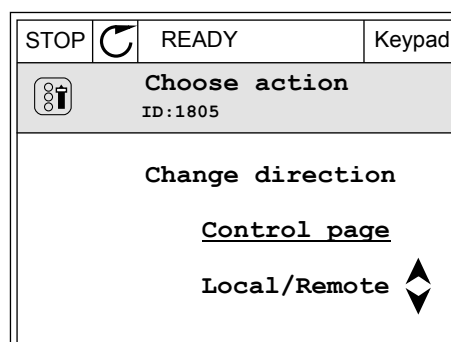 STOP READY Keypad
Choose action
ID:1805
Change direction
Control page
Local/Remote